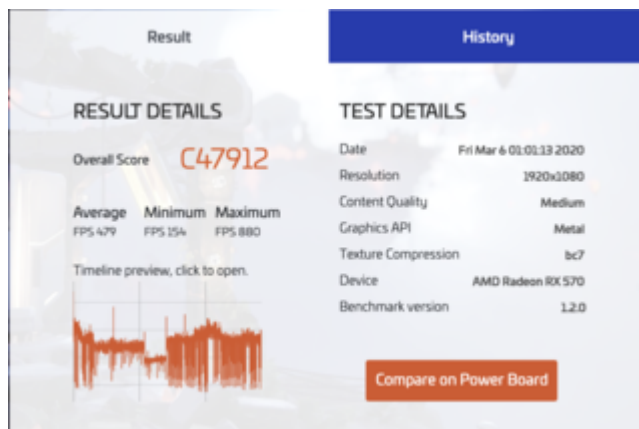 Result
History
RESULT DETAILS
Overall Score C47912
Average Minimum Maximum
FPS 479 FPS 154 FPS 880
Timeline preview, click to open.
TEST DETAILS
Date Fri Mar 6 01:01:13 2020
Resolution 1920x1080
Content Quality Medium
Graphics API Metal
Texture Compression bc7
Device AMD Radeon RX 570
Benchmark version 1.2.0
Compare on Power Board